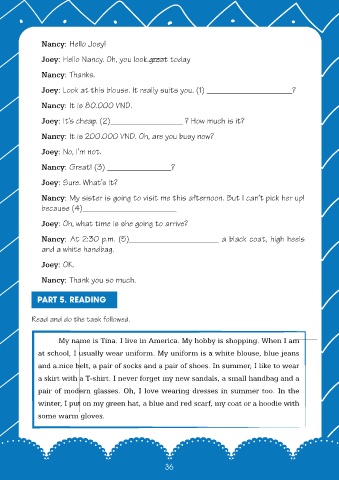 Nancy: Hello Joey!
Joey: Hello Nancy. Oh, you look great today
Nancy: Thanks.
Joey: Look at this blouse. It really suits you. (1) ____________________?
Nancy: It is 80.000 VND.
Joey: It's cheap. (2)_________________ ? How much is it?
Nancy: It is 200.000 VND. Oh, are you busy now?
Joey: No, I'm not.
Nancy: Great! (3) _______________?
Joey: Sure. What's it?
Nancy: My sister is going to visit me this afternoon. But I can't pick her up!
because (4)______________________
Joey: Oh, what time is she going to arrive?
Nancy: At 2:30 p.m. (5)_____________________ a black coat, high heels
and a white handbag.
Joey: OK.
Nancy: Thank you so much.
PART 5. READING
Read and do the task followed.
My name is Tina. I live in America. My hobby is shopping. When I am
at school, I usually wear uniform. My uniform is a white blouse, blue jeans
and a nice belt, a pair of socks and a pair of shoes. In summer, I like to wear
a skirt with a T-shirt. I never forget my new sandals, a small handbag and a
pair of modern glasses. Oh, I love wearing dresses in summer too. In the
winter, I put on my green hat, a blue and red scarf, my coat or a hoodie with
some warm gloves.
36